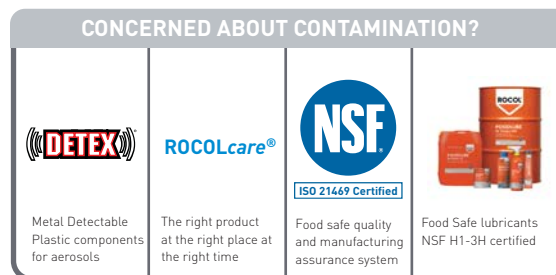 CONCERNED ABOUT CONTAMINATION?
DETEX
Metal Detectable
Plastic components
for aerosols
ROCOLcare®
The right product
at the right place at
the right time
NSF®
ISO 21469 Certified
Food safe quality
and manufacturing
assurance system
ROCOL
Food Safe lubricants
NSF H1-3H certified